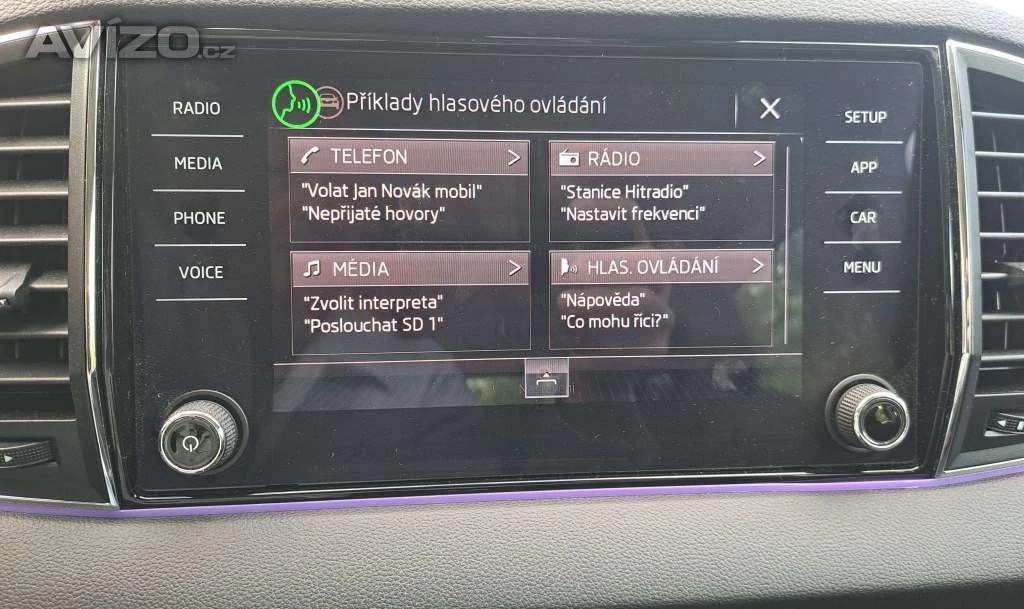 AVÍZO.cz
RADIO
MEDIA
PHONE
VOICE
Příklady hlasového ovládání
TELEFON
"Volat Jan Novák mobil"
"Nepřijaté hovory"
RÁDIO
"Stanice Hitradio"
"Nastavit frekvenci"
MÉDIA
"Zvolit interpreta"
"Poslouchat SD 1"
HLAS. OVLÁDÁNÍ
"Nápověda"
"Co mohu říci?"
SETUP
APP
CAR
MENU